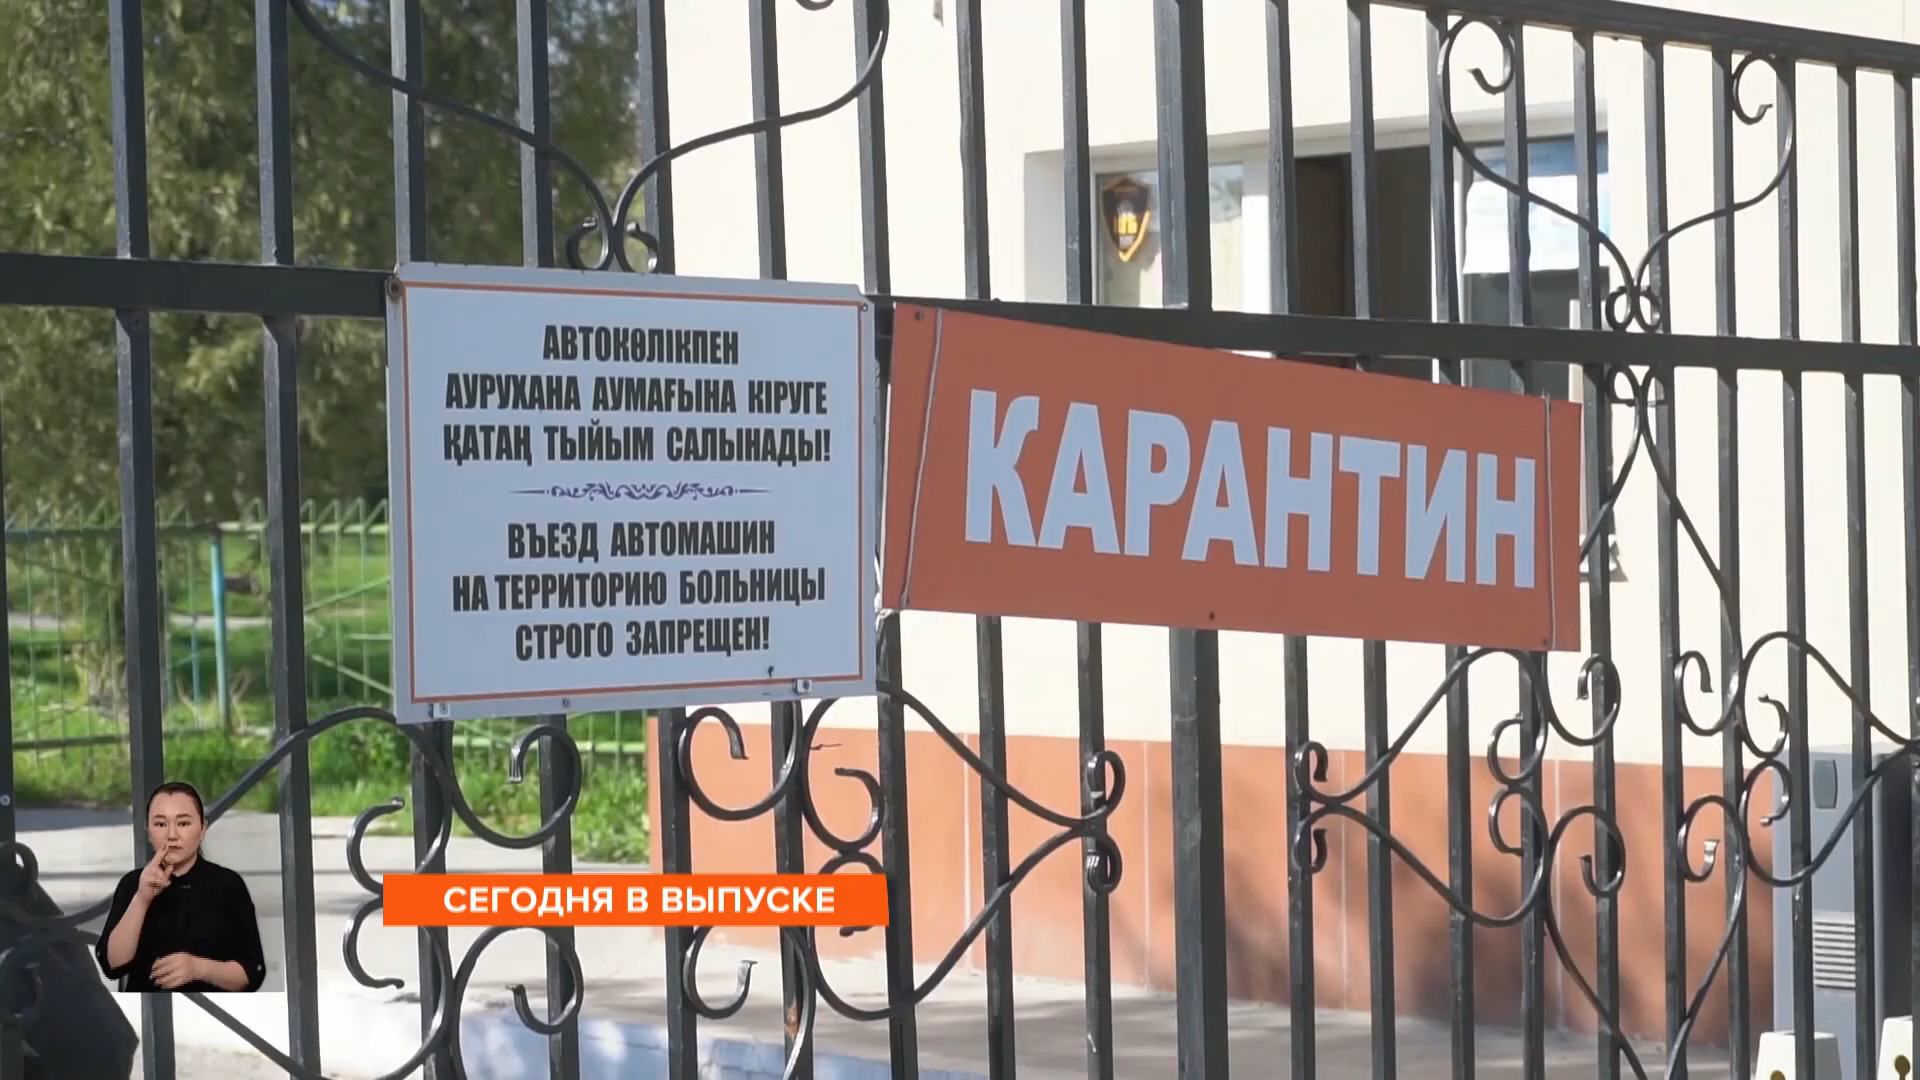 АВТОКӨЛІКПЕН
АУРУХАНА АУМАҒЫНА КІРУГЕ
ҚАТАҢ ТЫЙЫМ САЛЫНАДЫ!
ВЪЕЗД АВТОМАШИН
НА ТЕРРИТОРИЮ БОЛЬНИЦЫ
СТРОГО ЗАПРЕЩЕН!
КАРАНТИН
СЕГОДНЯ В ВЫПУСКЕ